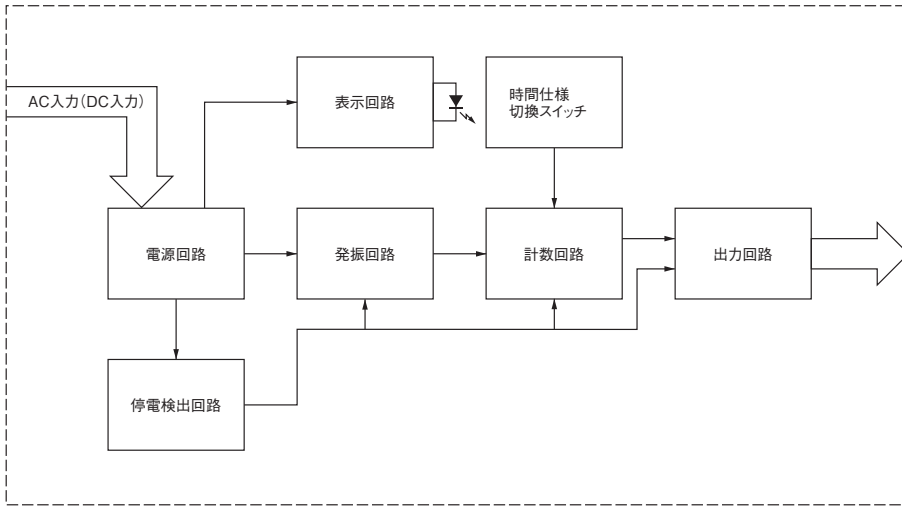 AC入力(DC入力)
表示回路
時間仕様
切換スイッチ
電源回路
発振回路
計数回路
出力回路
停電検出回路